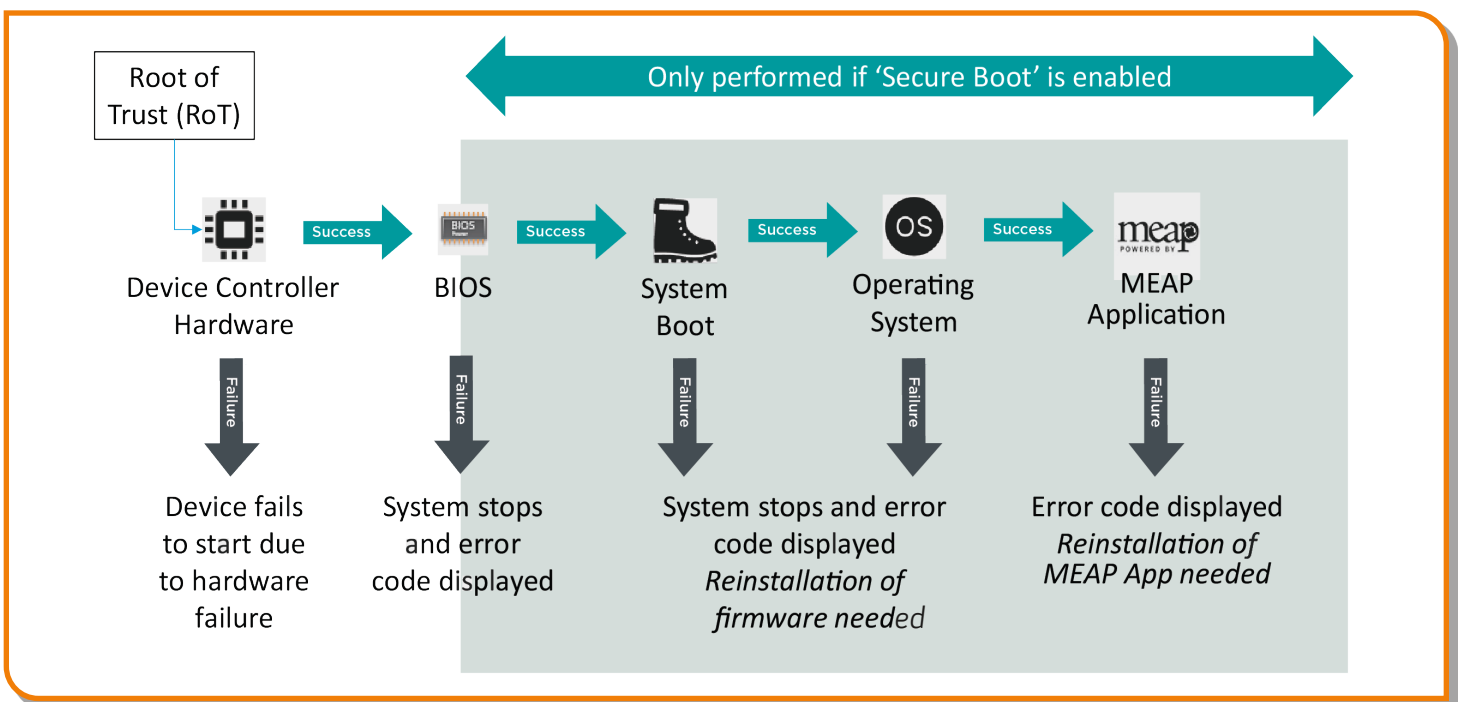 Only performed if ‘Secure Boot’ is enabled
Root of
Trust (RoT)
Success
Success
Success
Success
BIOS
OS
meap
POWERED BY
Device Controller
Hardware
BIOS
System
Boot
Operating
System
MEAP
Application
Failure
Failure
Failure
Failure
Failure
Device fails
to start due
to hardware
failure
System stops
and error
code displayed
System stops and error
code displayed
Reinstallation of
firmware needed
Error code displayed
Reinstallation of
MEAP App needed